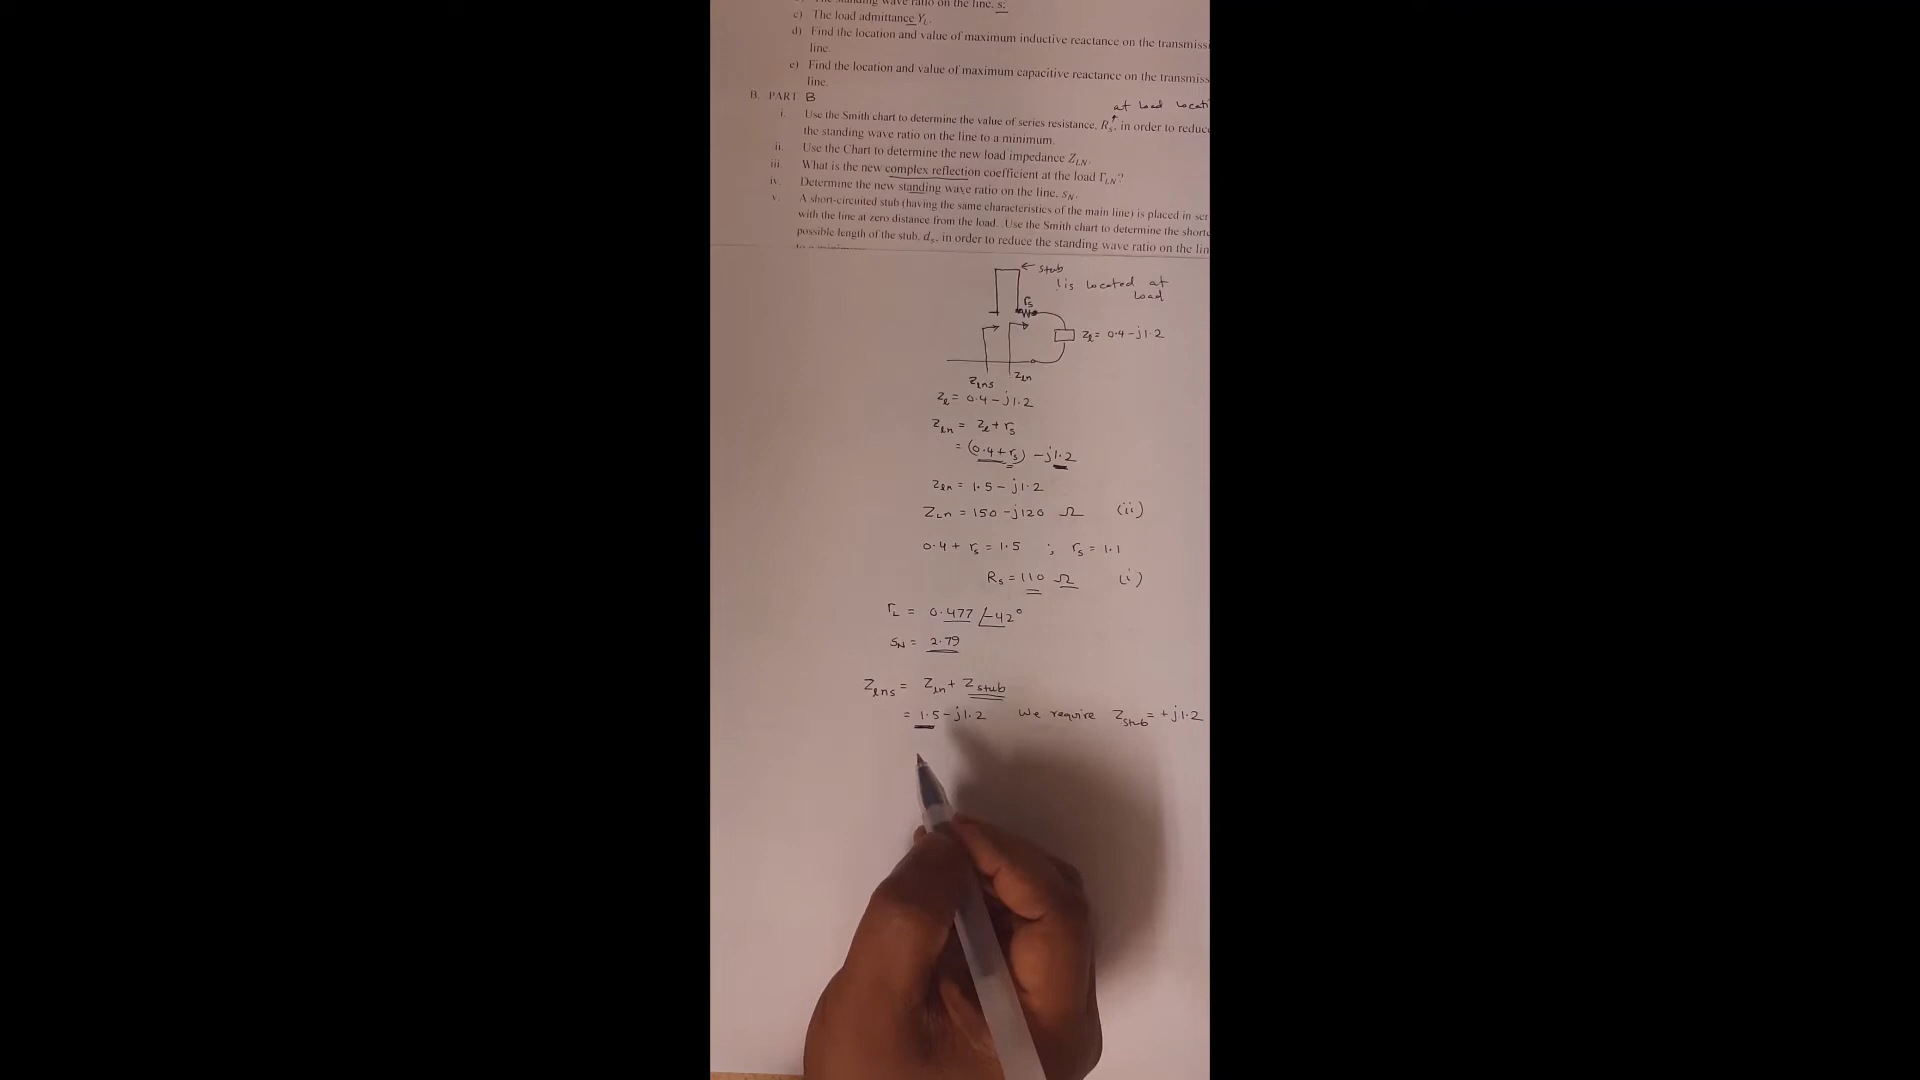 standing wave ratio on the line, s;
c) The load admittance Y_L.
d) Find the location and value of maximum inductive reactance on the transmiss
line.
e) Find the location and value of maximum capacitive reactance on the transmiss
line.
B. PART B
at load locati
i. Use the Smith chart to determine the value of series resistance, R_s, in order to reduce
the standing wave ratio on the line to a minimum.
ii. Use the Chart to determine the new load impedance Z_LN.
iii. What is the new complex reflection coefficient at the load Γ_LN?
iv. Determine the new standing wave ratio on the line, s_N.
v. A short-circuited stub (having the same characteristics of the main line) is placed in ser
with the line at zero distance from the load. .Use the Smith chart to determine the shorte
possible length of the stub, d_s, in order to reduce the standing wave ratio on the lin
← stub
is located at
load
r_s
z_l = 0.4 - j1.2
z_lns
z_ln
z_l = 0.4 - j1.2
z_ln = z_l + r_s
= (0.4 + r_s) - j1.2
z_ln = 1.5 - j1.2
Z_Ln = 150 - j120 Ω (ii)
0.4 + r_s = 1.5 ; r_s = 1.1
R_s = 110 Ω (i)
Γ_L = 0.477 ∠-42°
S_N = 2.79
Z_lns = Z_ln + Z_stub
= 1.5 - j1.2 We require Z_stub = + j1.2